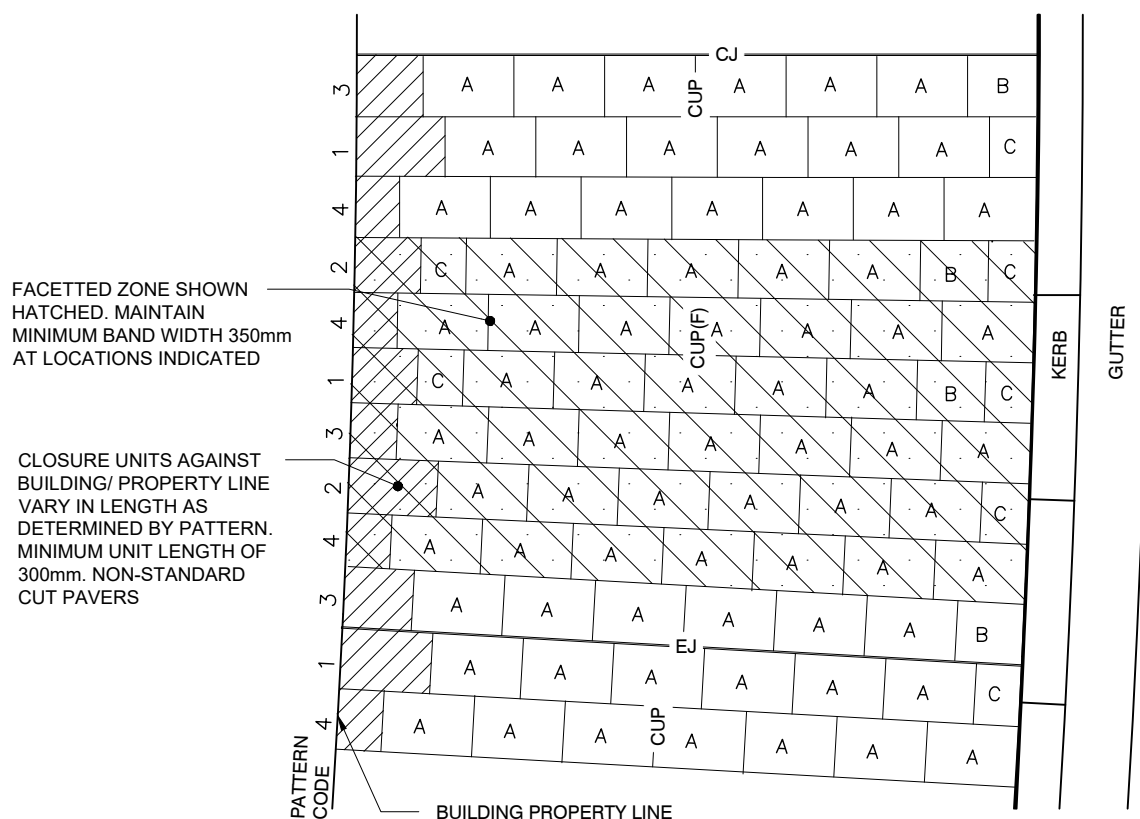 CJ
3 A A A A A A B
CUP
1 A A A A A A C
4 A A A A A A A
2 C A A A A A B C
FACETTED ZONE SHOWN
HATCHED. MAINTAIN
MINIMUM BAND WIDTH 350mm
AT LOCATIONS INDICATED
4 A A A A A A A
CUP(F)
KERB
GUTTER
1 C A A A A A B C
3 A A A A A A A
CLOSURE UNITS AGAINST
BUILDING/ PROPERTY LINE
VARY IN LENGTH AS
DETERMINED BY PATTERN.
MINIMUM UNIT LENGTH OF
300mm. NON-STANDARD
CUT PAVERS
2 A A A A A A C
4 A A A A A A A
3 A A A A A A B
EJ
1 A A A A A A C
4 A A A A A A A
CUP
PATTERN
CODE
BUILDING PROPERTY LINE